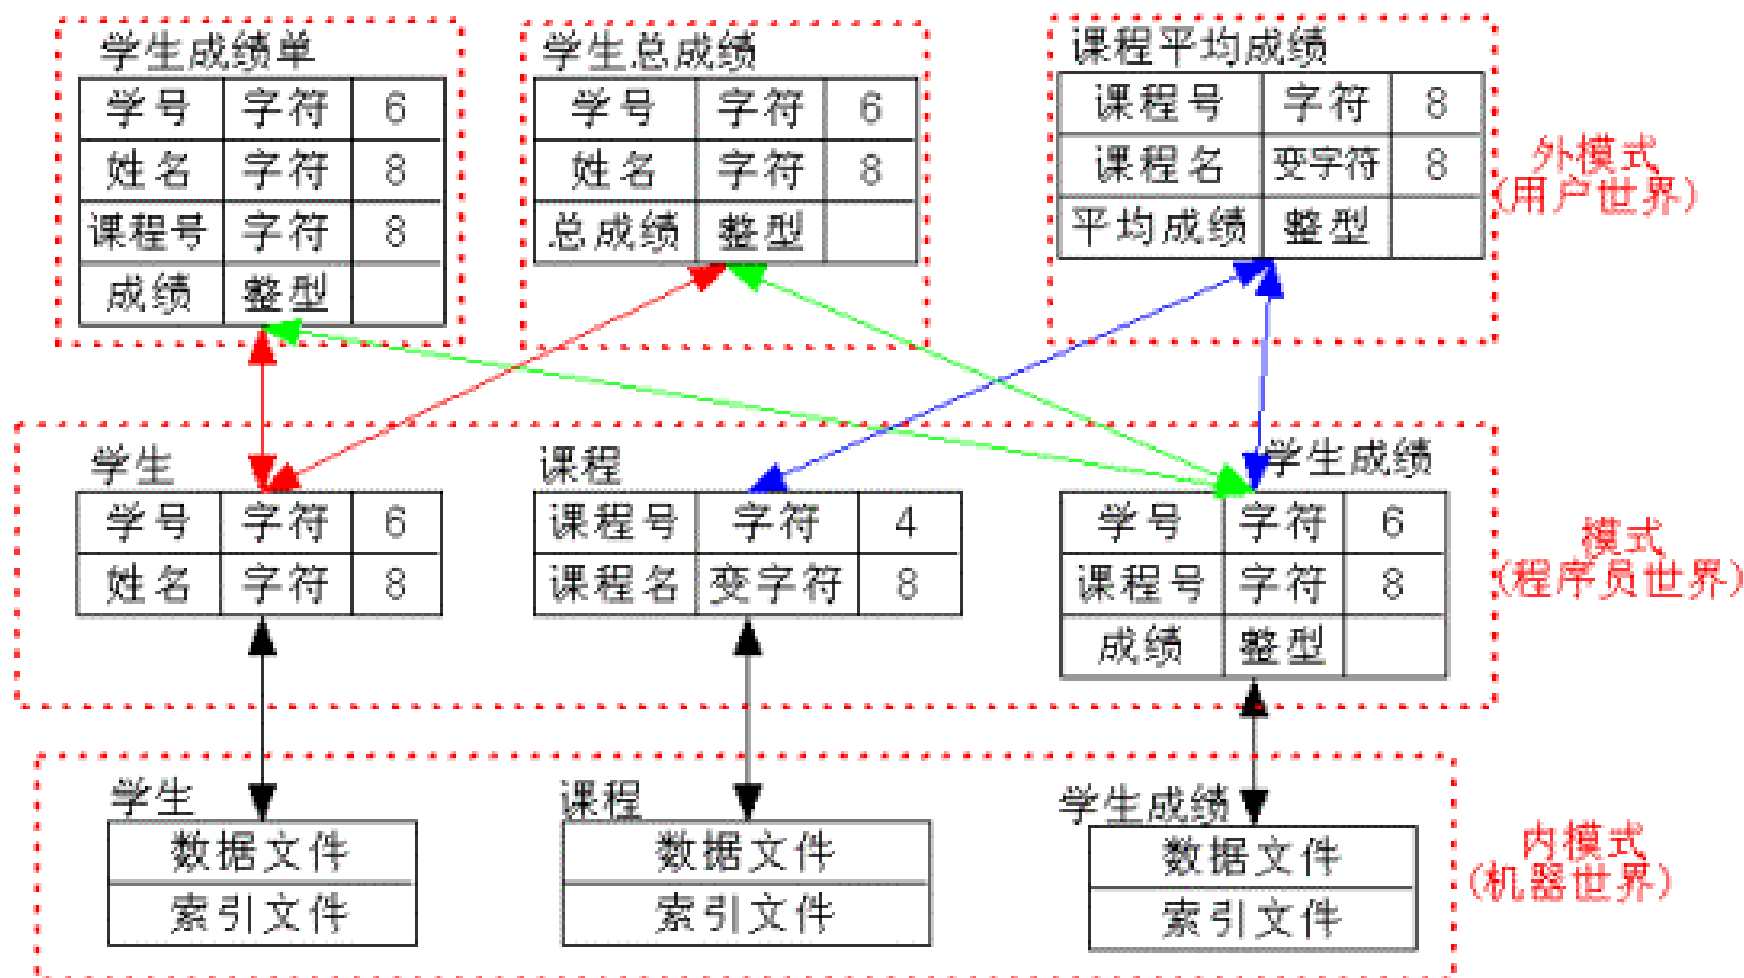 学生成绩单
学号 字符 6
姓名 字符 8
课程号 字符 8
成绩 整型
学生总成绩
学号 字符 6
姓名 字符 8
总成绩 整型
课程平均成绩
课程号 字符 8
课程名 变字符 8
平均成绩 整型
外模式
(用户世界)
学生
学号 字符 6
姓名 字符 8
课程
课程号 字符 4
课程名 变字符 8
学生成绩
学号 字符 6
课程号 字符 8
成绩 整型
模式
(程序员世界)
学生
数据文件
索引文件
课程
数据文件
索引文件
学生成绩
数据文件
索引文件
内模式
(机器世界)